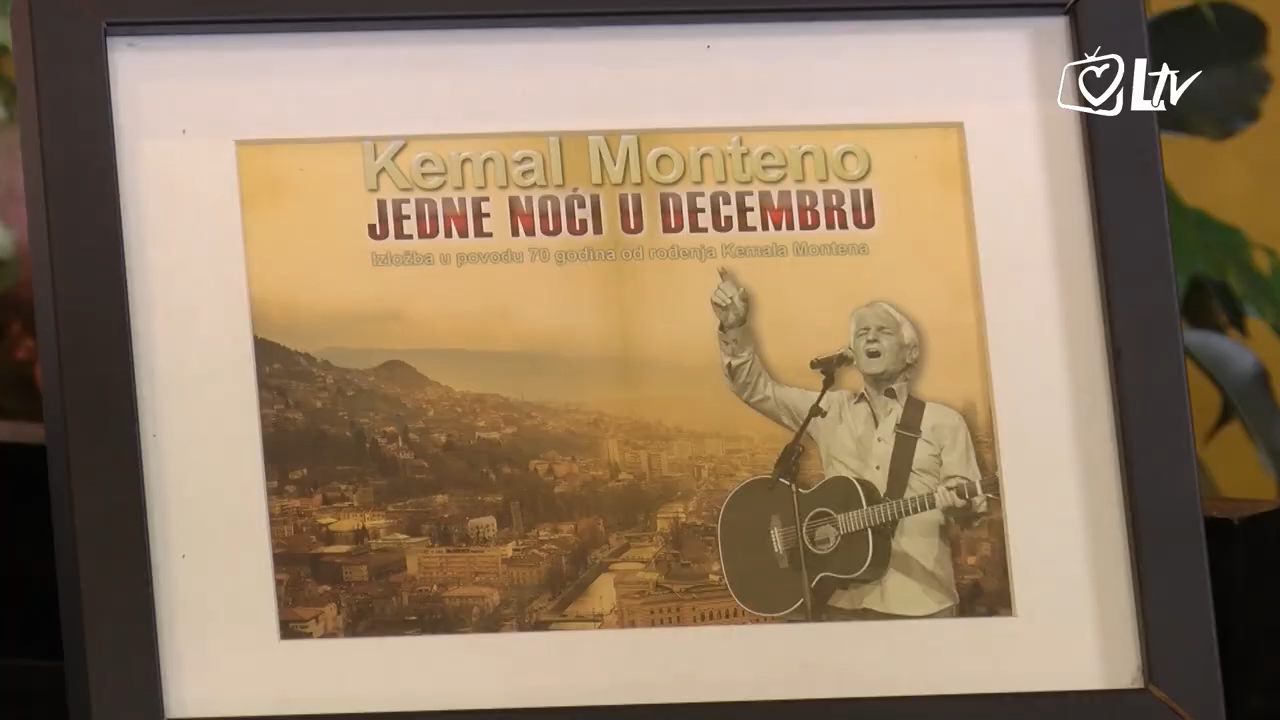 LTV
Kemal Monteno
JEDNE NOĆI U DECEMBRU
Izložba u povodu 70 godina od rođenja Kemala Montena